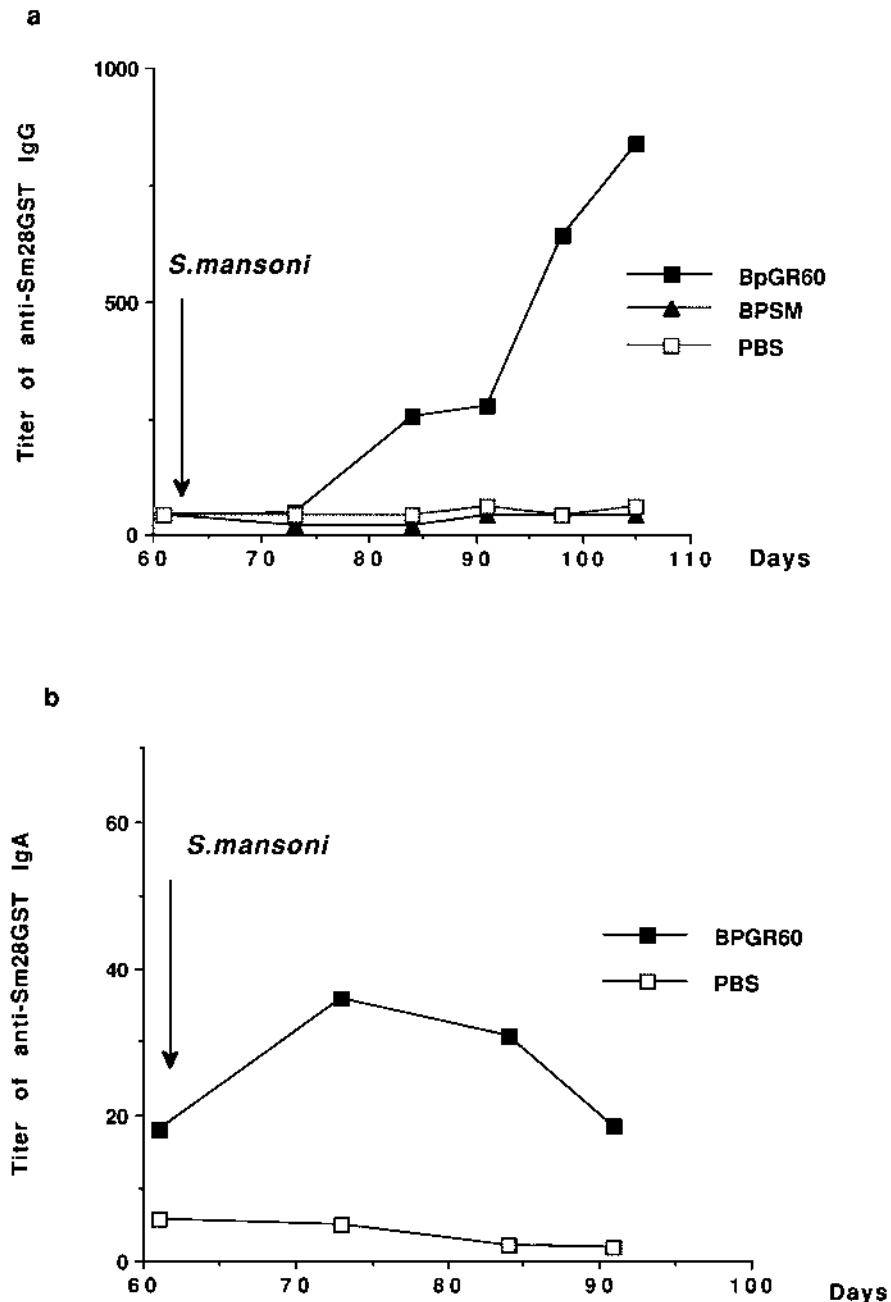 a
1000
500
0
Titer of anti-Sm28GST IgG
S.mansoni
BpGR60
BPSM
PBS
60 70 80 90 100 110 Days
b
60
40
20
0
Titer of anti-Sm28GST IgA
S.mansoni
BPGR60
PBS
60 70 80 90 100 Days